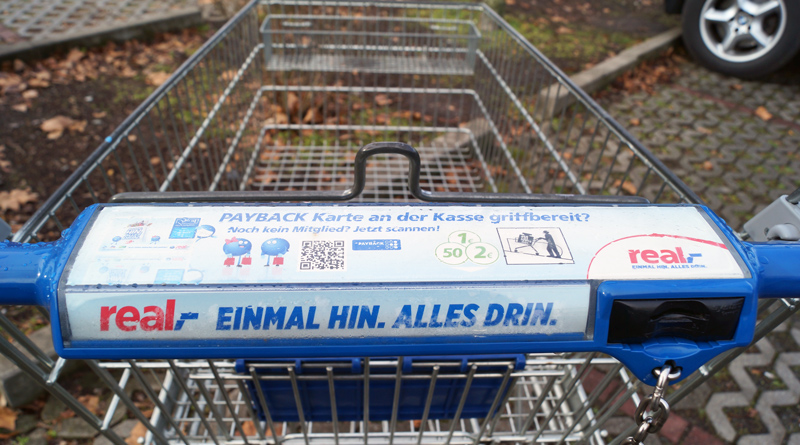 PAYBACK Karte an der Kasse griffbereit?
Noch kein Mitglied? Jetzt scannen!
PAYBACK
1€
50 2€
real,-
EINMAL HIN. ALLES DRIN.
real,- EINMAL HIN. ALLES DRIN.